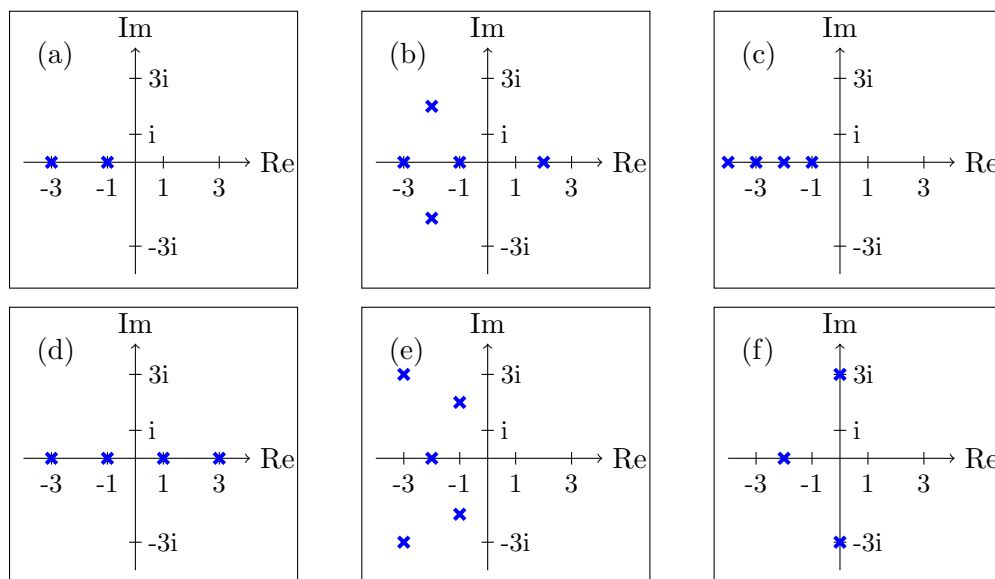 (a) Im
3i
i
Re
-3 -1 1 3
-3i
(b) Im
3i
i
Re
-3 -1 1 3
-3i
(c) Im
3i
i
Re
-3 -1 1 3
-3i
(d) Im
3i
i
Re
-3 -1 1 3
-3i
(e) Im
3i
i
Re
-3 -1 1 3
-3i
(f) Im
3i
i
Re
-3 -1 1 3
-3i